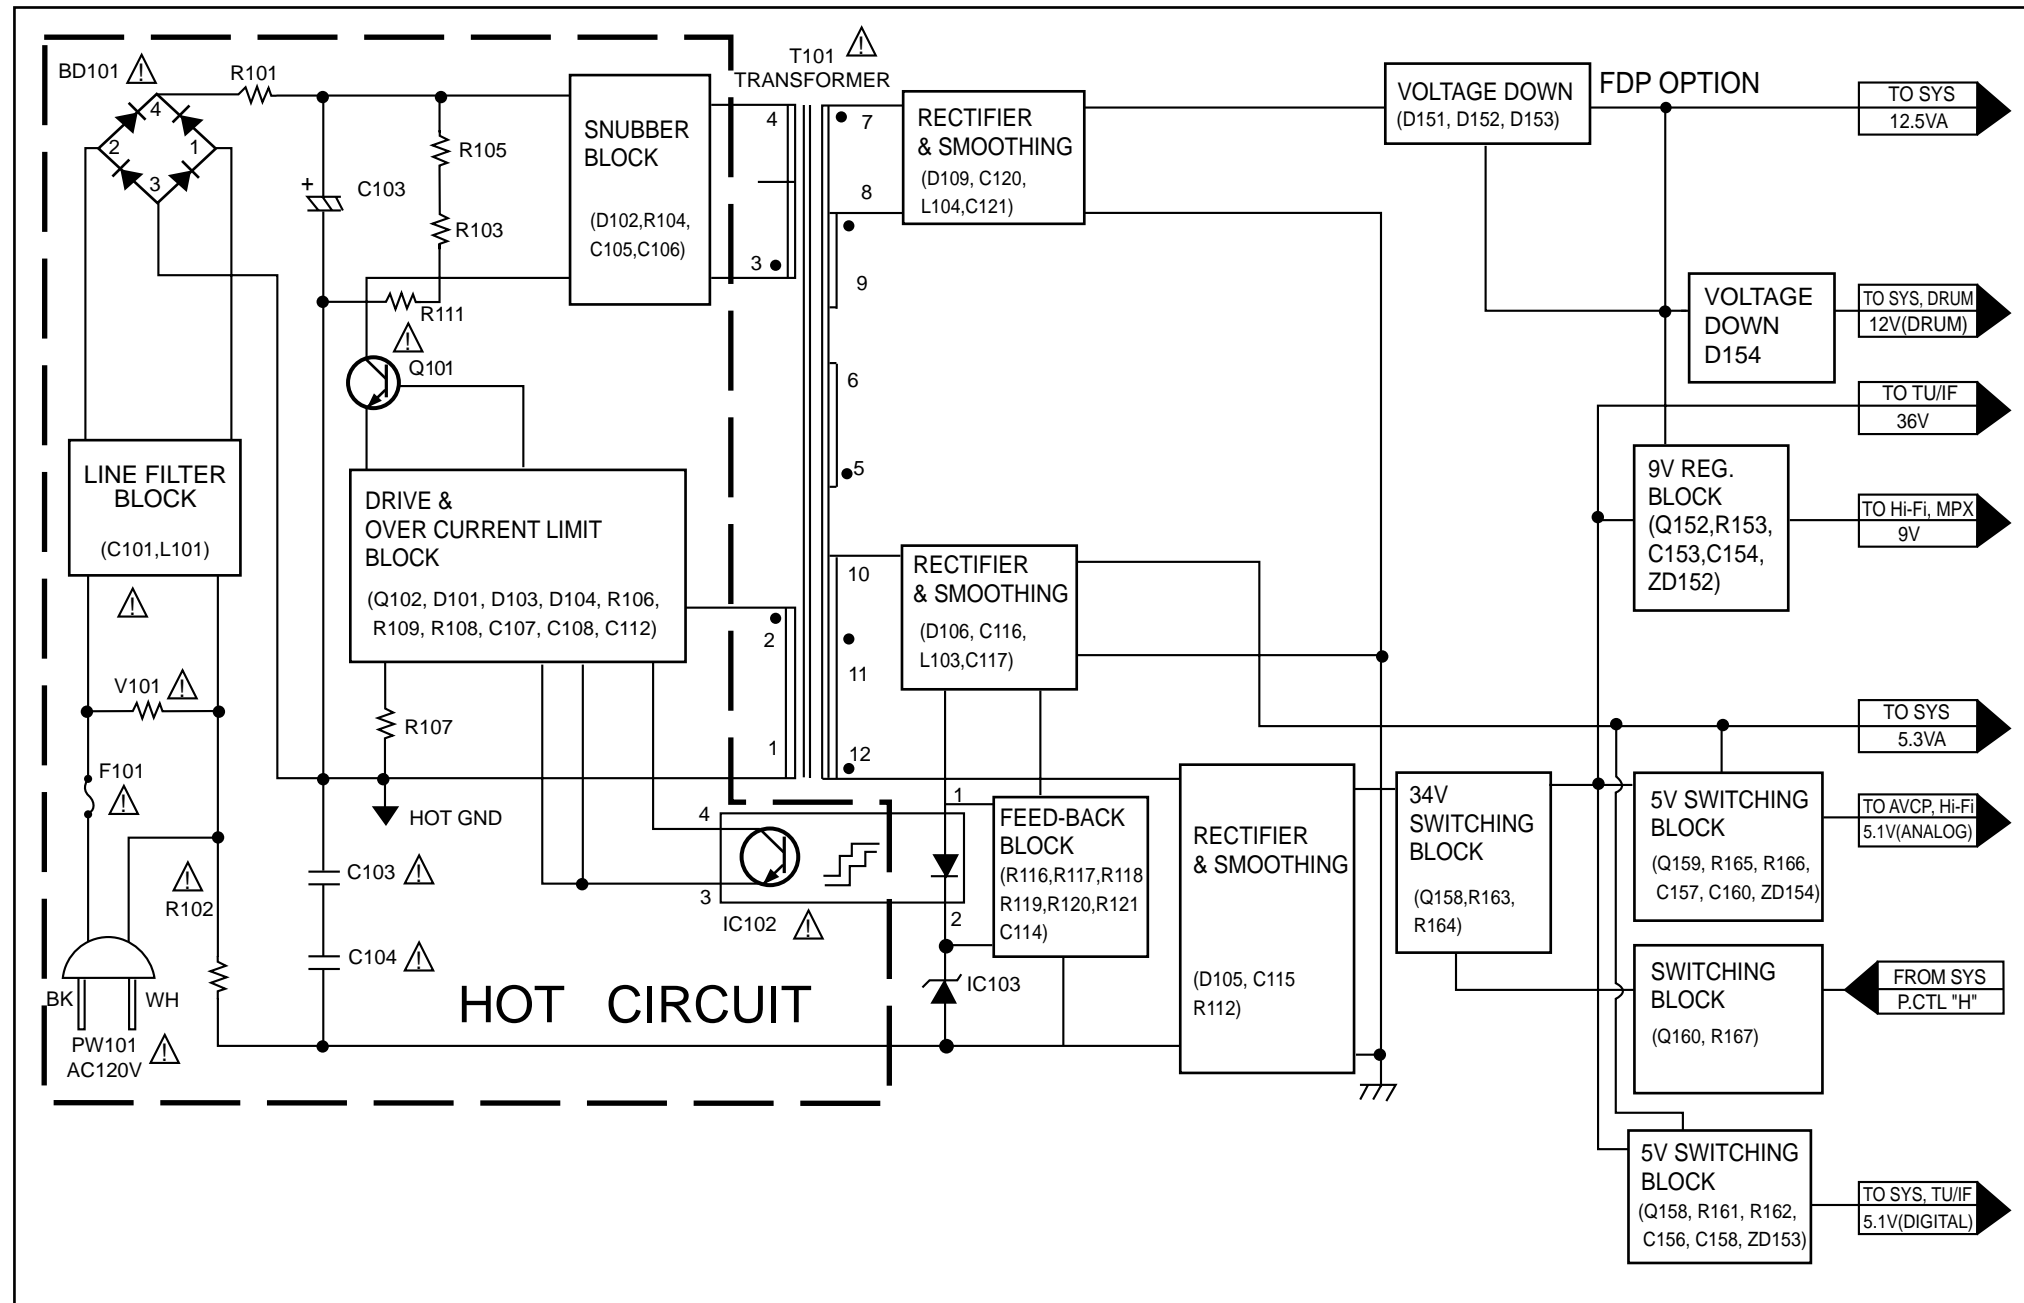 BD101
R101
4
2
1
3
C103
+
R105
R103
R111
Q101
SNUBBER
BLOCK
(D102,R104,
C105,C106)
LINE FILTER
BLOCK
(C101,L101)
DRIVE &
OVER CURRENT LIMIT
BLOCK
(Q102, D101, D103, D104, R106,
R109, R108, C107, C108, C112)
V101
F101
R107
HOT GND
R102
C103
C104
BK
WH
PW101
AC120V
HOT CIRCUIT
4
3
IC102
T101
TRANSFORMER
4
3
2
1
7
8
9
6
5
10
11
12
RECTIFIER
& SMOOTHING
(D109, C120,
L104,C121)
RECTIFIER
& SMOOTHING
(D106, C116,
L103,C117)
1
2
FEED-BACK
BLOCK
(R116,R117,R118
R119,R120,R121
C114)
IC103
RECTIFIER
& SMOOTHING
(D105, C115
R112)
VOLTAGE DOWN
(D151, D152, D153)
FDP OPTION
VOLTAGE
DOWN
D154
9V REG.
BLOCK
(Q152,R153,
C153,C154,
ZD152)
34V
SWITCHING
BLOCK
(Q158,R163,
R164)
5V SWITCHING
BLOCK
(Q159, R165, R166,
C157, C160, ZD154)
SWITCHING
BLOCK
(Q160, R167)
5V SWITCHING
BLOCK
(Q158, R161, R162,
C156, C158, ZD153)
TO SYS
12.5VA
TO SYS, DRUM
12V(DRUM)
TO TU/IF
36V
TO Hi-Fi, MPX
9V
TO SYS
5.3VA
TO AVCP, Hi-Fi
5.1V(ANALOG)
FROM SYS
P.CTL "H"
TO SYS, TU/IF
5.1V(DIGITAL)